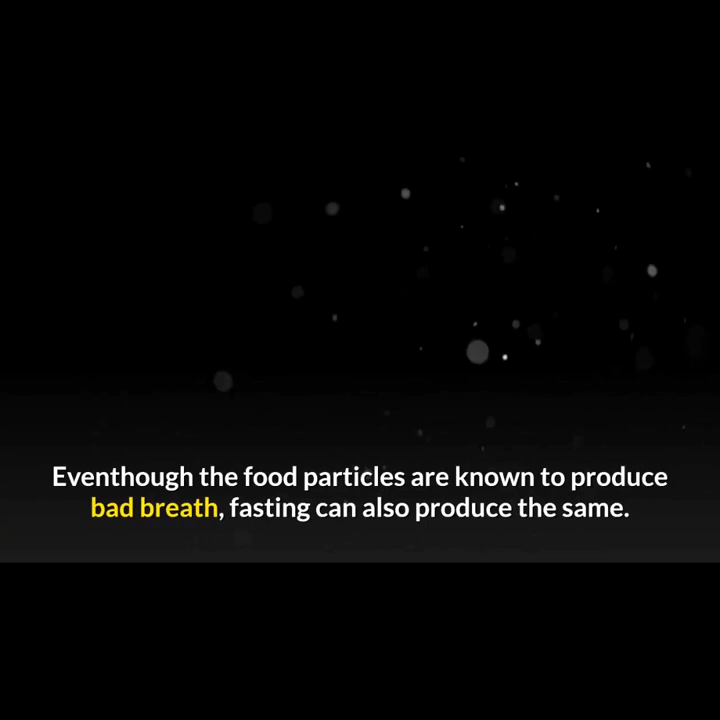 Eventhough the food particles are known to produce
bad breath, fasting can also produce the same.